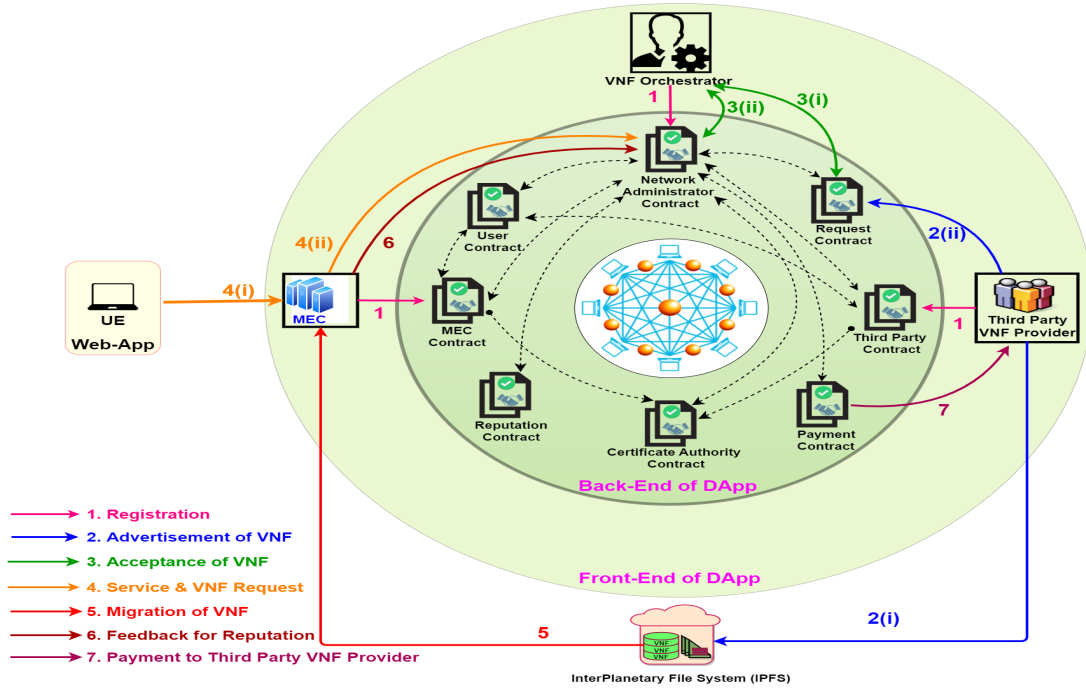 VNF Orchestrator
1
3(i)
3(ii)
Network
Administrator
Contract
User
Contract
Request
Contract
2(ii)
4(ii)
6
4(i)
MEC
1
UE
Web-App
MEC
Contract
Third Party
Contract
1
Third Party
VNF Provider
7
Reputation
Contract
Certificate Authority
Contract
Payment
Contract
Back-End of DApp
Front-End of DApp
1. Registration
2. Advertisement of VNF
3. Acceptance of VNF
4. Service & VNF Request
5. Migration of VNF
6. Feedback for Reputation
7. Payment to Third Party VNF Provider
5
2(i)
VNF
VNF
VNF
InterPlanetary File System (IPFS)